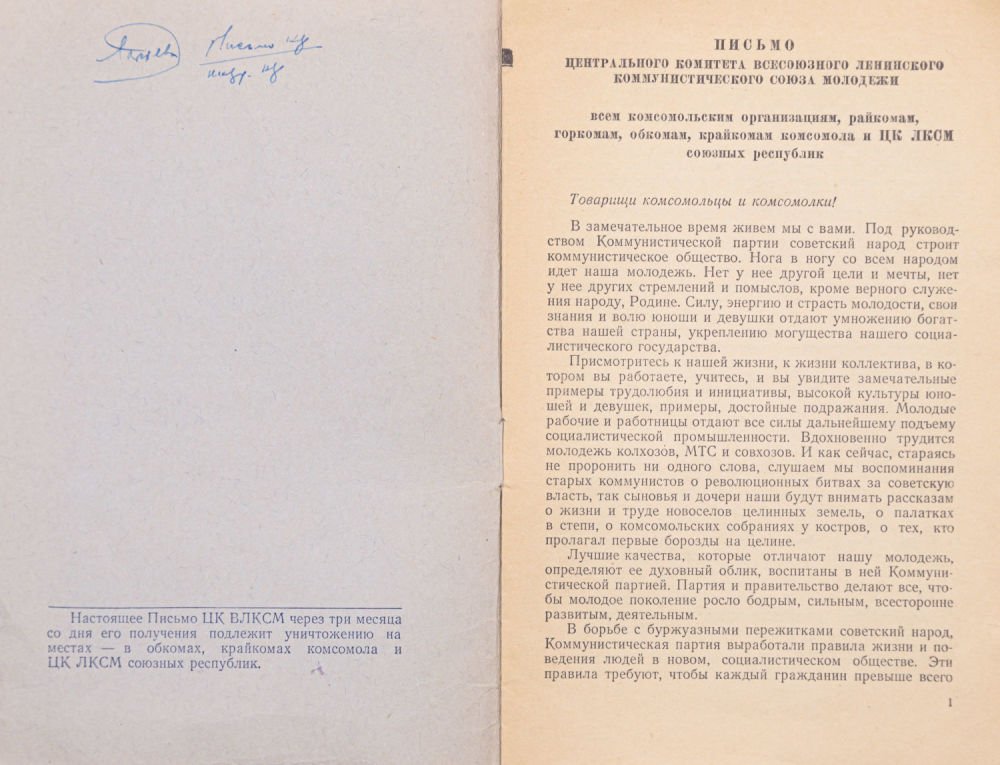 Письмо ЦК
Настоящее Письмо ЦК ВЛКСМ через три месяца
со дня его получения подлежит уничтожению на
местах — в обкомах, крайкомах комсомола и
ЦК ЛКСМ союзных республик.
ПИСЬМО
ЦЕНТРАЛЬНОГО КОМИТЕТА ВСЕСОЮЗНОГО ЛЕНИНСКОГО
КОММУНИСТИЧЕСКОГО СОЮЗА МОЛОДЕЖИ
всем комсомольским организациям, райкомам,
горкомам, обкомам, крайкомам комсомола и ЦК ЛКСМ
союзных республик
Товарищи комсомольцы и комсомолки!
В замечательное время живем мы с вами. Под руковод-
ством Коммунистической партии советский народ строит
коммунистическое общество. Нога в ногу со всем народом
идет наша молодежь. Нет у нее другой цели и мечты, нет
у нее других стремлений и помыслов, кроме верного служе-
ния народу, Родине. Силу, энергию и страсть молодости, свои
знания и волю юноши и девушки отдают умножению богат-
ства нашей страны, укреплению могущества нашего социа-
листического государства.
Присмотритесь к нашей жизни, к жизни коллектива, в ко-
тором вы работаете, учитесь, и вы увидите замечательные
примеры трудолюбия и инициативы, высокой культуры юно-
шей и девушек, примеры, достойные подражания. Молодые
рабочие и работницы отдают все силы дальнейшему подъему
социалистической промышленности. Вдохновенно трудится
молодежь колхозов, МТС и совхозов. И как сейчас, стараясь
не проронить ни одного слова, слушаем мы воспоминания
старых коммунистов о революционных битвах за советскую
власть, так сыновья и дочери наши будут внимать рассказам
о жизни и труде новоселов целинных земель, о палатках
в степи, о комсомольских собраниях у костров, о тех, кто
пролагал первые борозды на целине.
Лучшие качества, которые отличают нашу молодежь,
определяют ее духовный облик, воспитаны в ней Коммуни-
стической партией. Партия и правительство делают все, что-
бы молодое поколение росло бодрым, сильным, всесторонне
развитым, деятельным.
В борьбе с буржуазными пережитками советский народ,
Коммунистическая партия выработали правила жизни и по-
ведения людей в новом, социалистическом обществе. Эти
правила требуют, чтобы каждый гражданин превыше всего
1